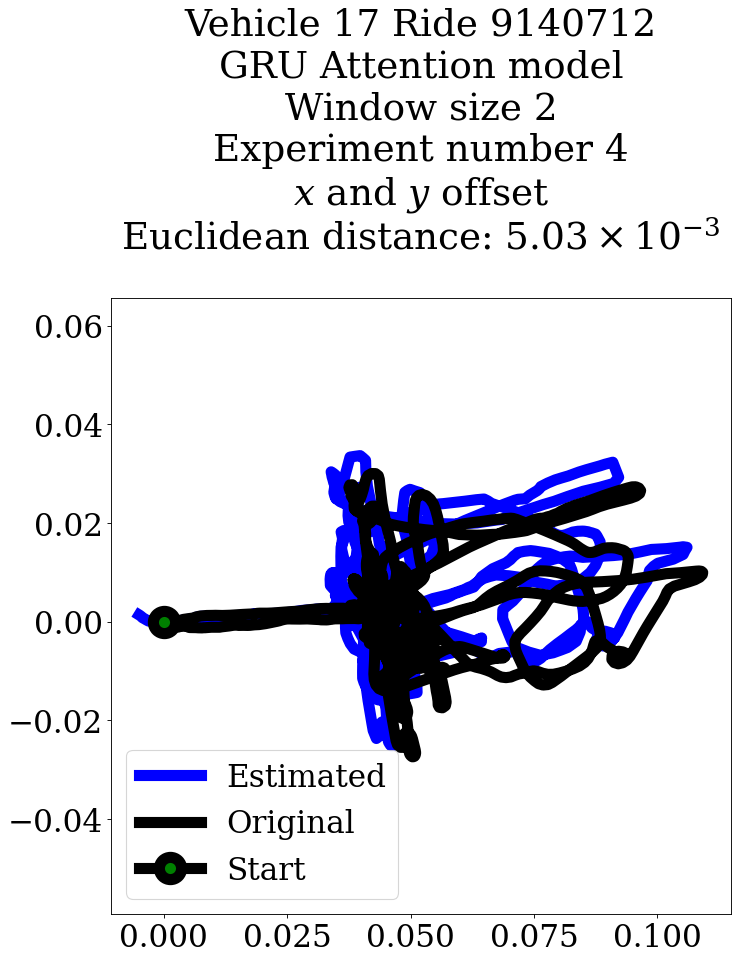 Vehicle 17 Ride 9140712
GRU Attention model
Window size 2
Experiment number 4
x and y offset
Euclidean distance: 5.03 × 10⁻³
0.06
0.04
0.02
0.00
−0.02
−0.04
Estimated
Original
Start
0.000 0.025 0.050 0.075 0.100